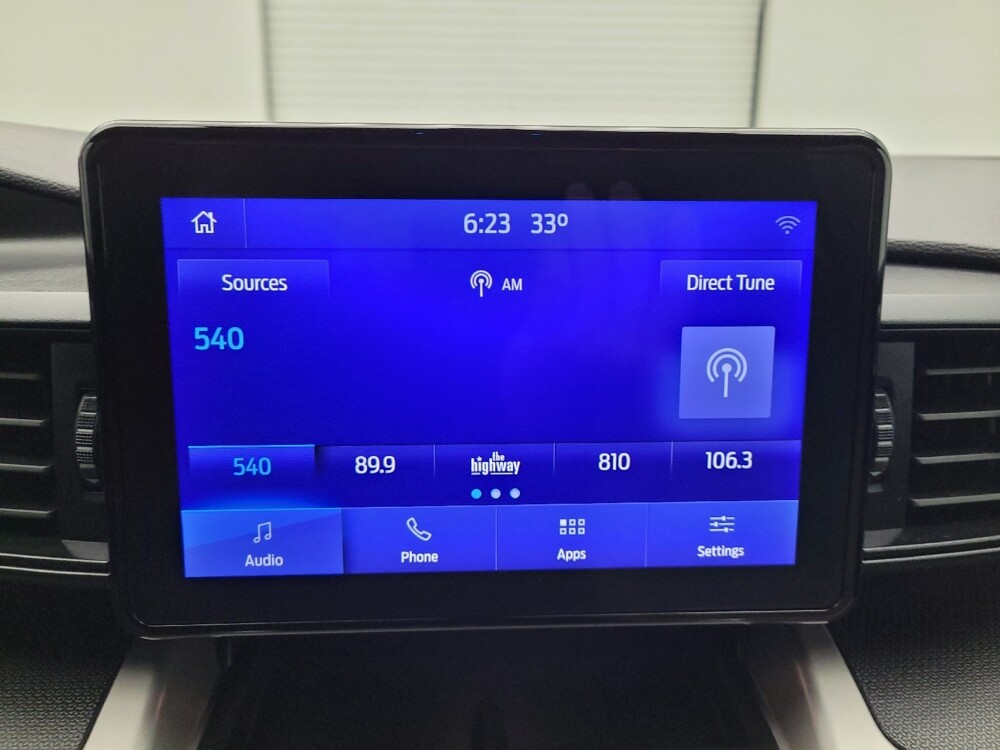 6:23 33º
Sources
AM
Direct Tune
540
540
89.9
the highway
810
106.3
Audio
Phone
Apps
Settings